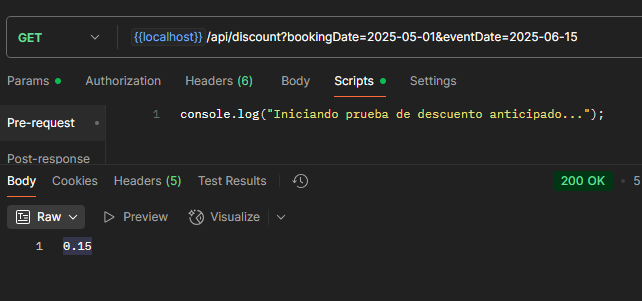 GET {{localhost}} /api/discount?bookingDate=2025-05-01&eventDate=2025-06-15
Params Authorization Headers (6) Body Scripts Settings
Pre-request
1 console.log("Iniciando prueba de descuento anticipado...");
Post-response
Body Cookies Headers (5) Test Results 200 OK 5
Raw Preview Visualize
1 0.15